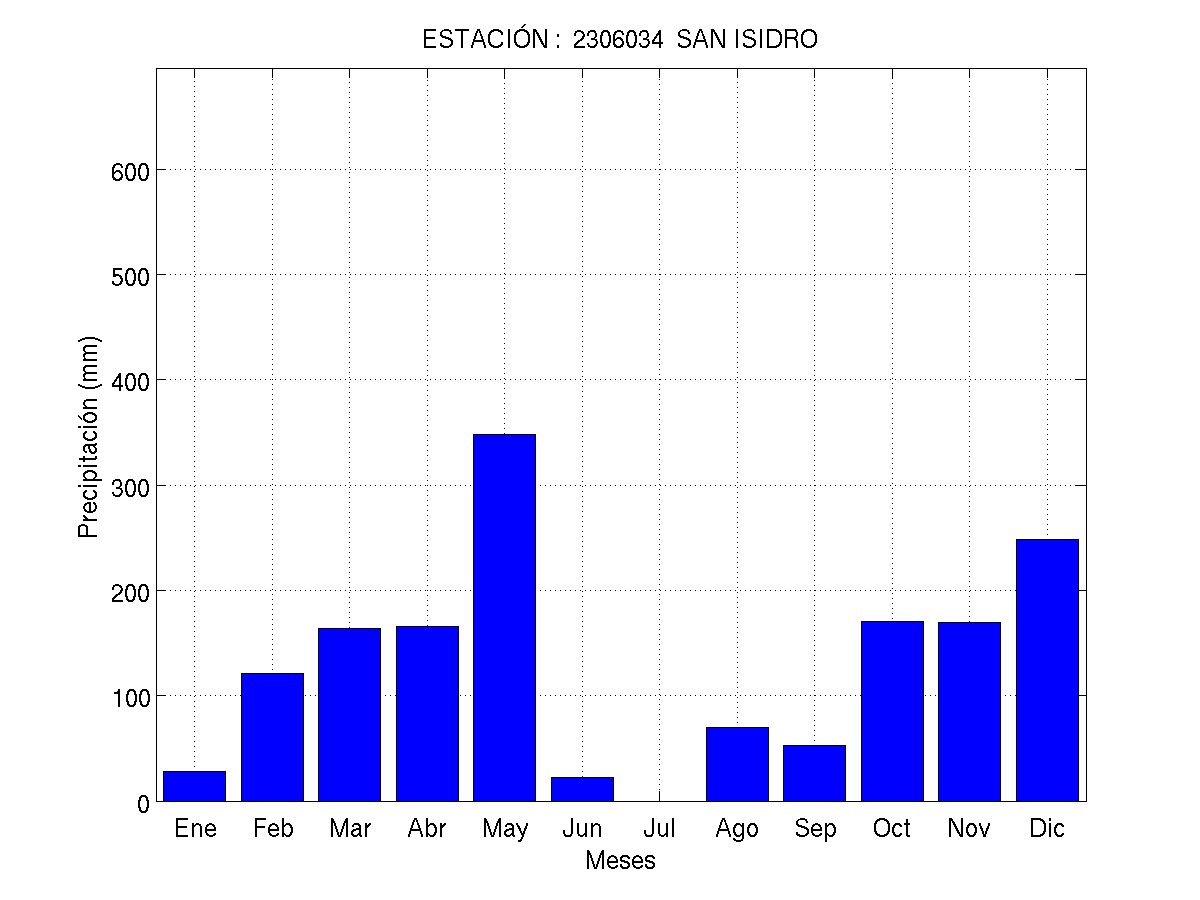 ESTACIÓN : 2306034 SAN ISIDRO
Precipitación (mm)
600
500
400
300
200
100
0
Ene Feb Mar Abr May Jun Jul Ago Sep Oct Nov Dic
Meses